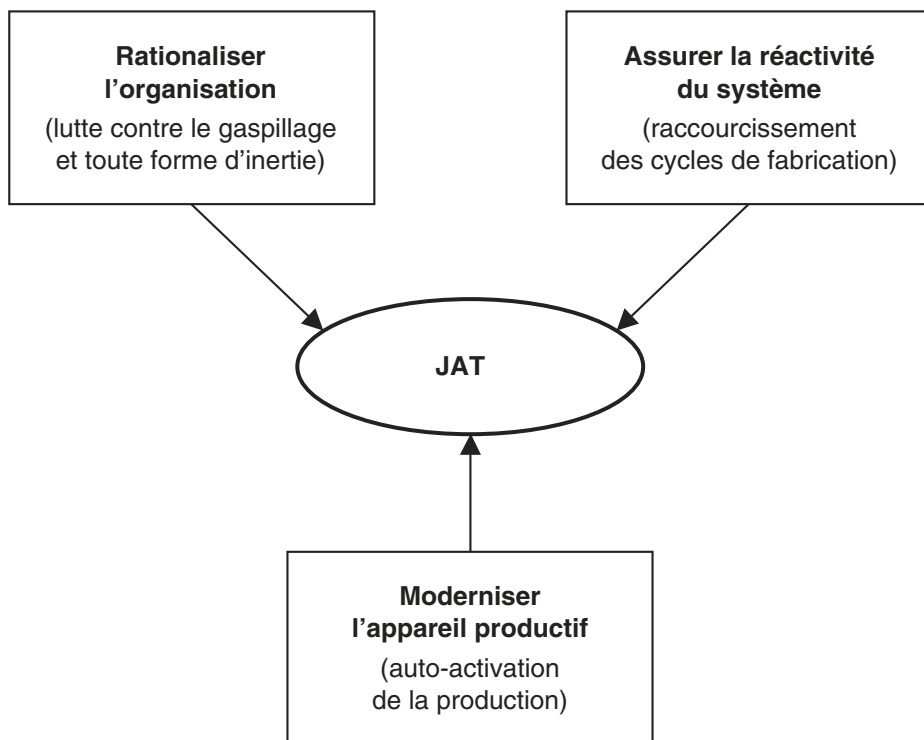 Rationaliser
l’organisation
(lutte contre le gaspillage
et toute forme d’inertie)
Assurer la réactivité
du système
(raccourcissement
des cycles de fabrication)
JAT
Moderniser
l’appareil productif
(auto-activation
de la production)